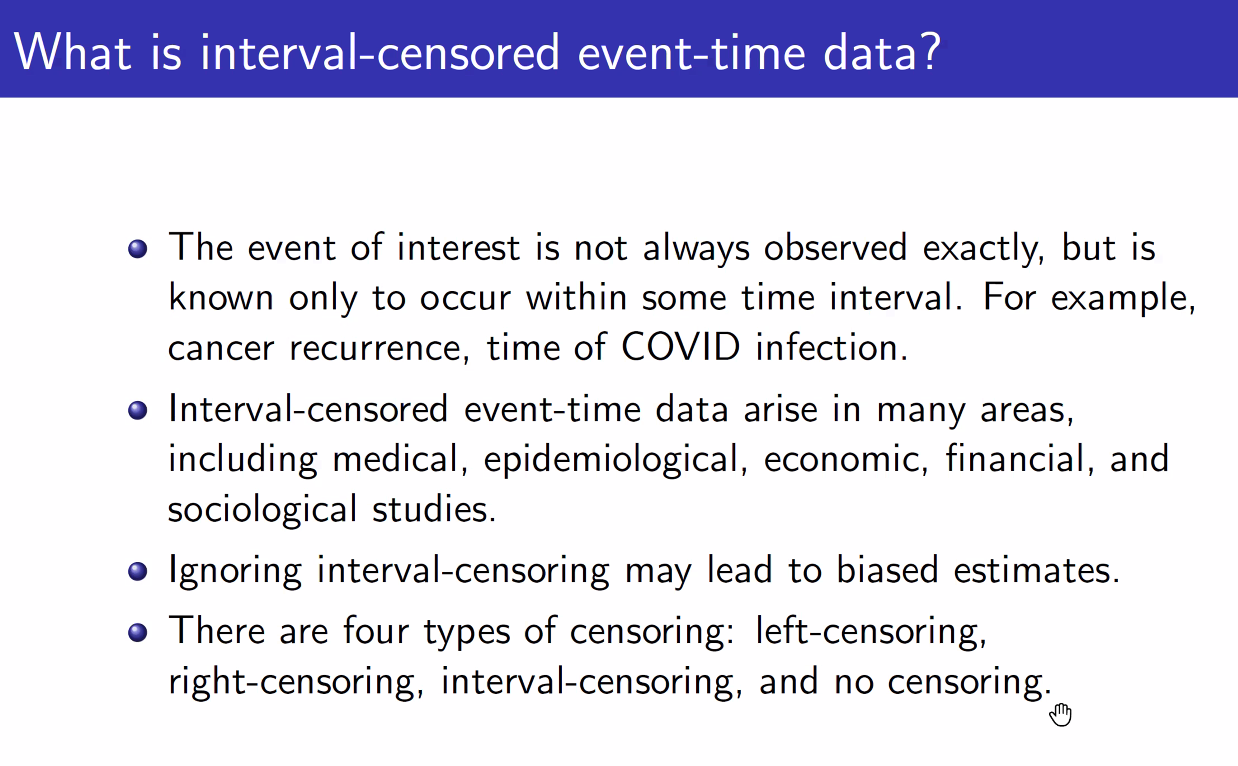 What is interval-censored event-time data?
The event of interest is not always observed exactly, but is
known only to occur within some time interval. For example,
cancer recurrence, time of COVID infection.
Interval-censored event-time data arise in many areas,
including medical, epidemiological, economic, financial, and
sociological studies.
Ignoring interval-censoring may lead to biased estimates.
There are four types of censoring: left-censoring,
right-censoring, interval-censoring, and no censoring.